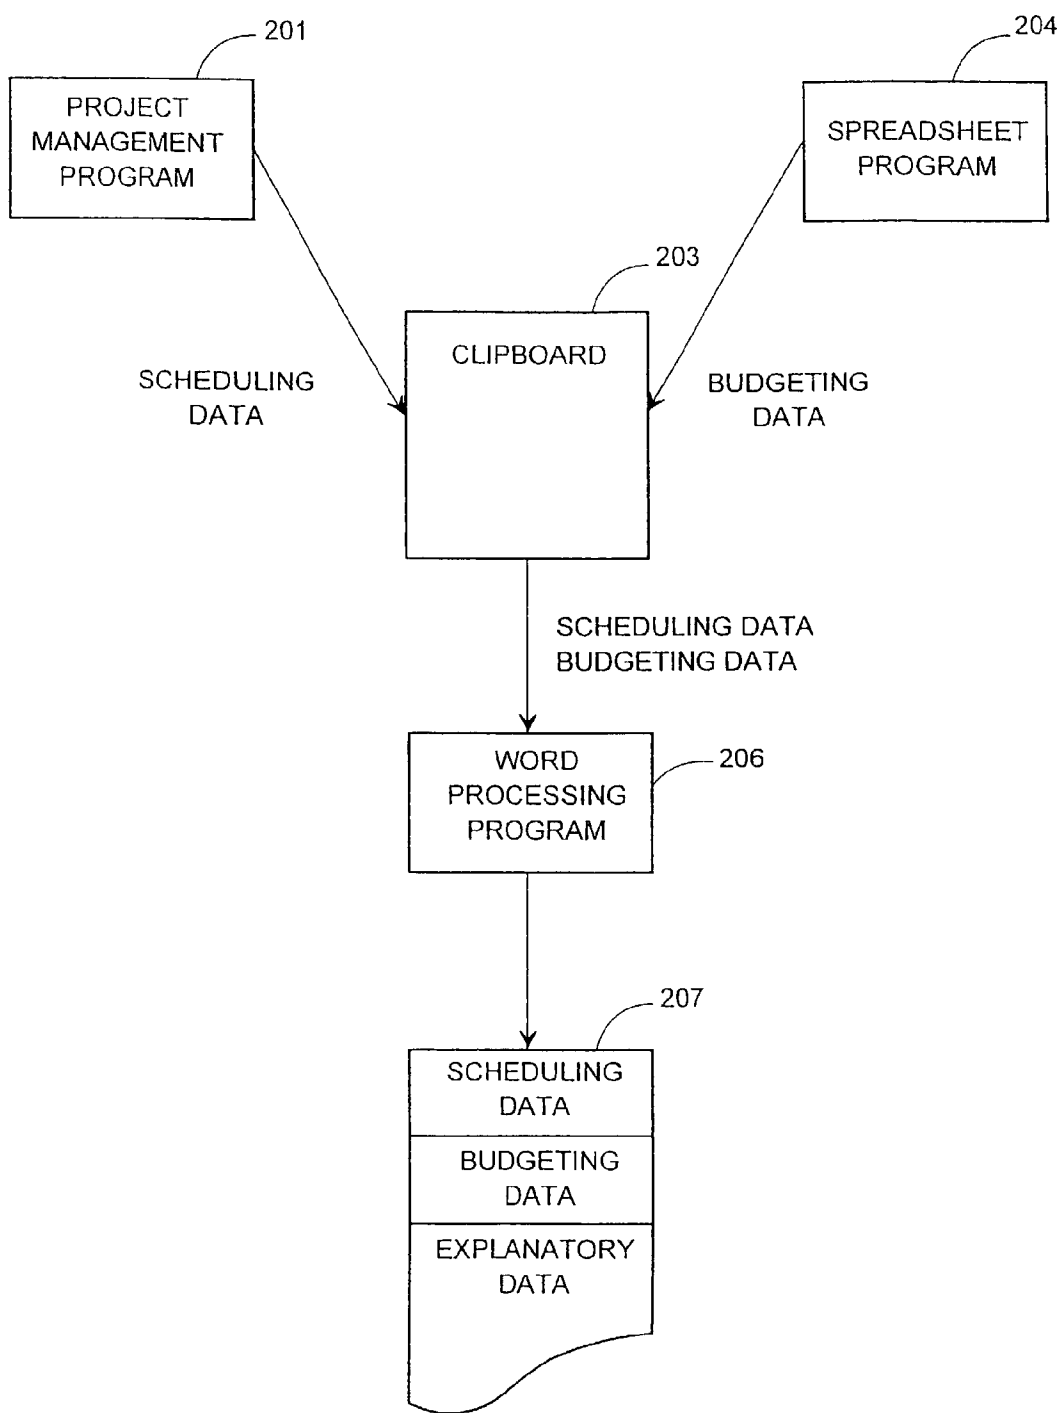 201
PROJECT
MANAGEMENT
PROGRAM
204
SPREADSHEET
PROGRAM
203
CLIPBOARD
SCHEDULING
DATA
BUDGETING
DATA
SCHEDULING DATA
BUDGETING DATA
WORD
PROCESSING
PROGRAM
206
207
SCHEDULING
DATA
BUDGETING
DATA
EXPLANATORY
DATA